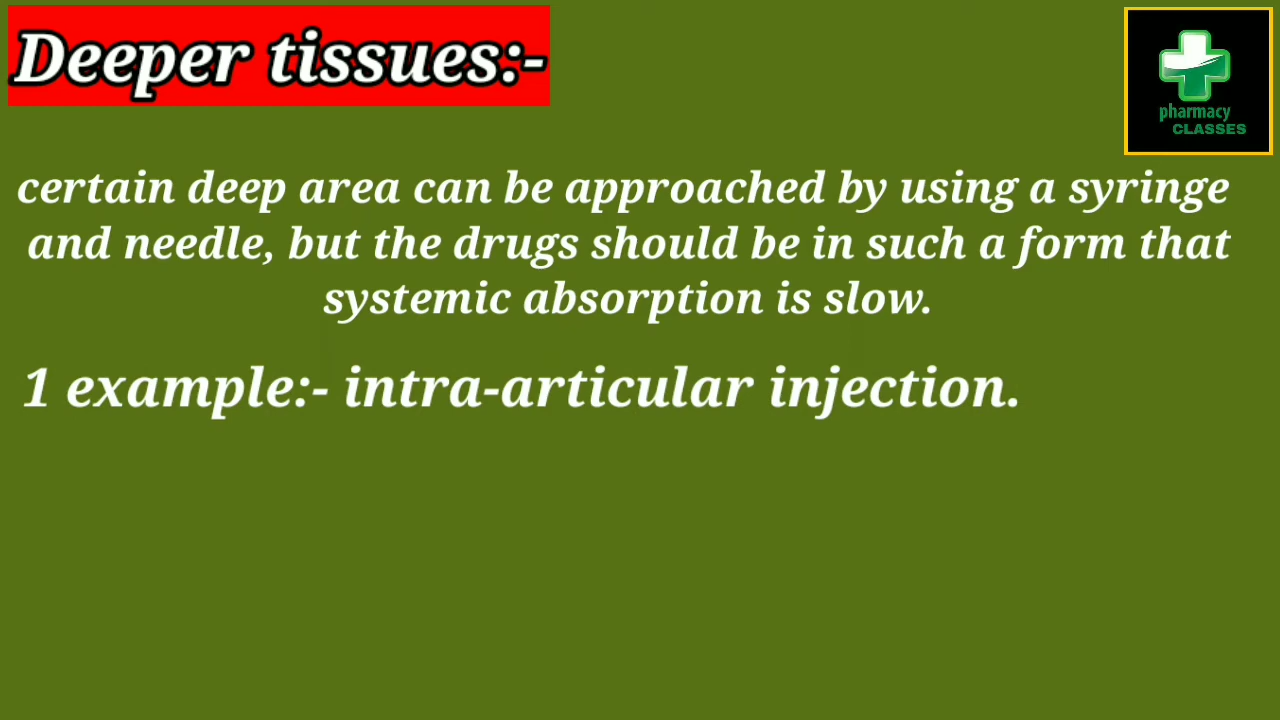 Deeper tissues:-
pharmacy
CLASSES
certain deep area can be approached by using a syringe
and needle, but the drugs should be in such a form that
systemic absorption is slow.
1 example:- intra-articular injection.